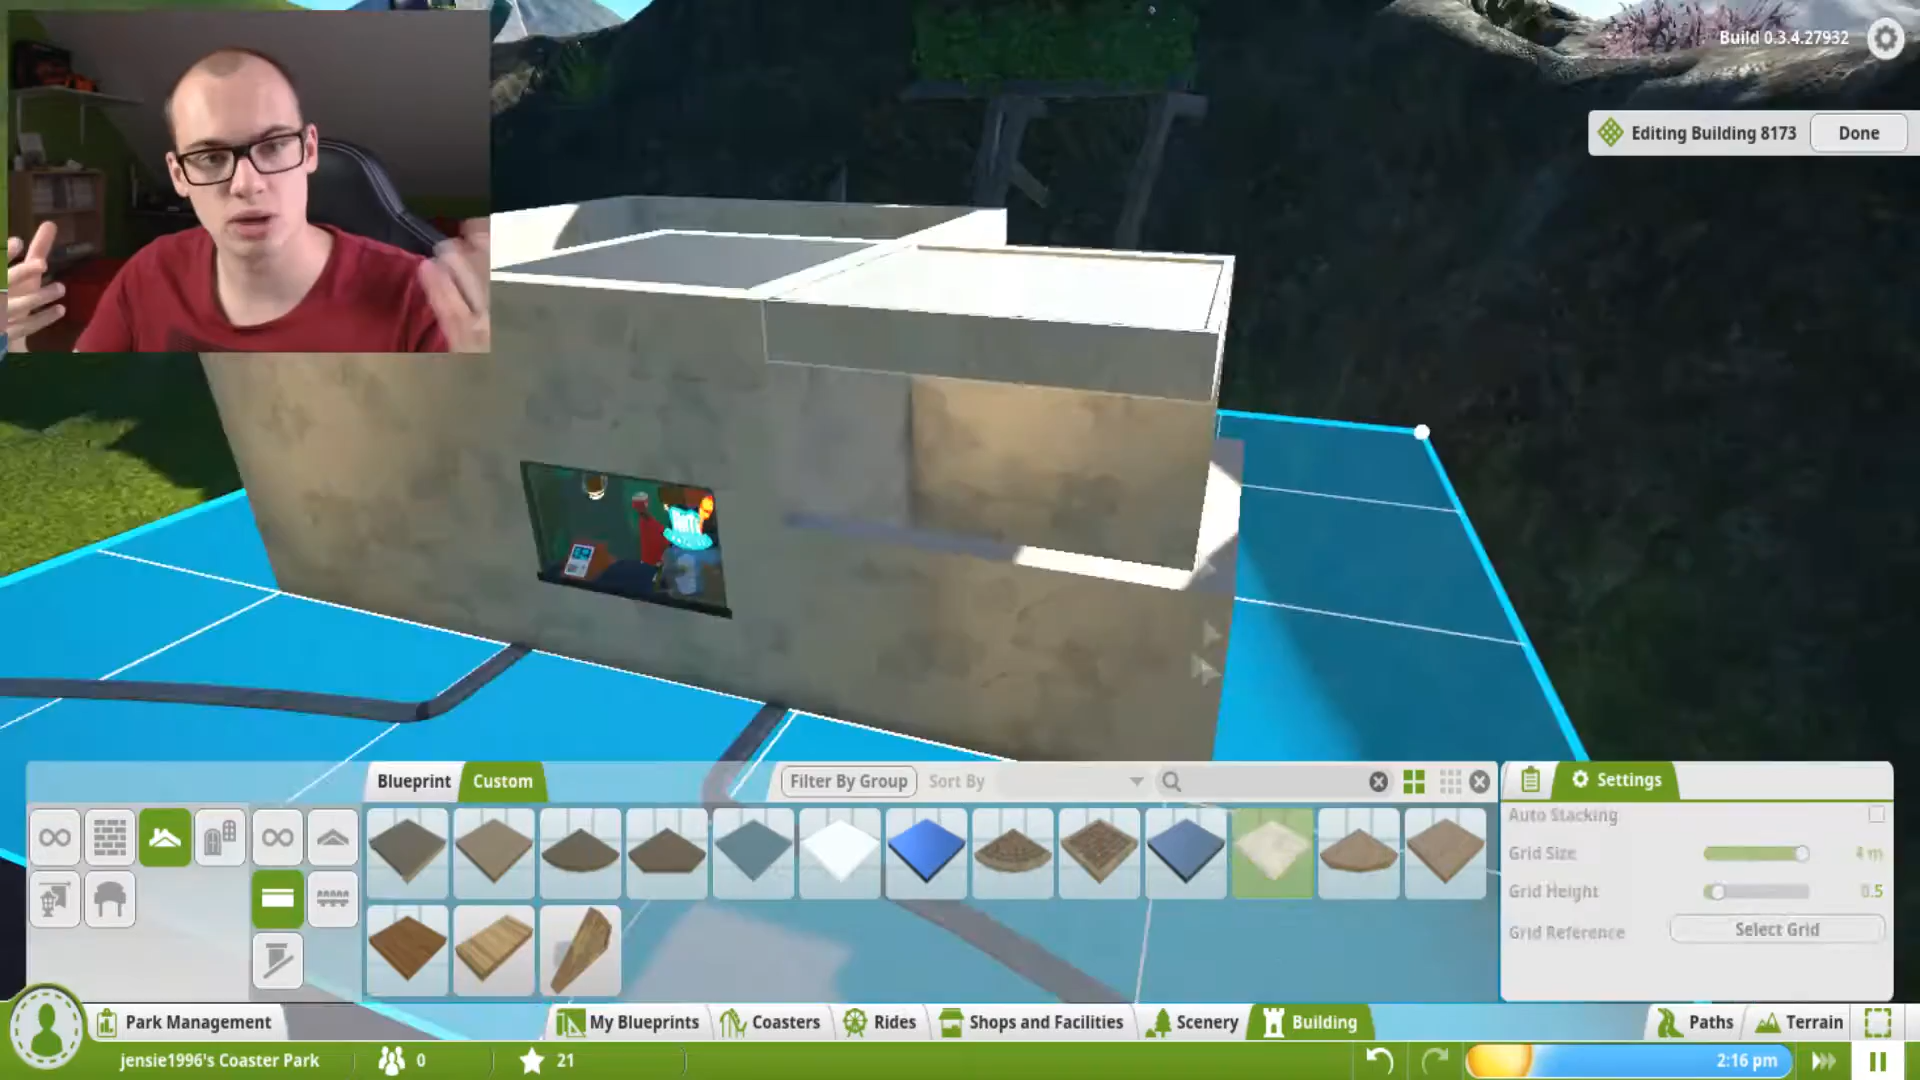 Build 0.3.4.27932
Editing Building 8173 Done
Blueprint Custom Filter By Group Sort By
Settings
Auto Stacking
Grid Size 4 m
Grid Height 0.5
Grid Reference Select Grid
Park Management My Blueprints Coasters Rides Shops and Facilities Scenery Building Paths Terrain
jensie1996's Coaster Park 0 21 2:16 pm